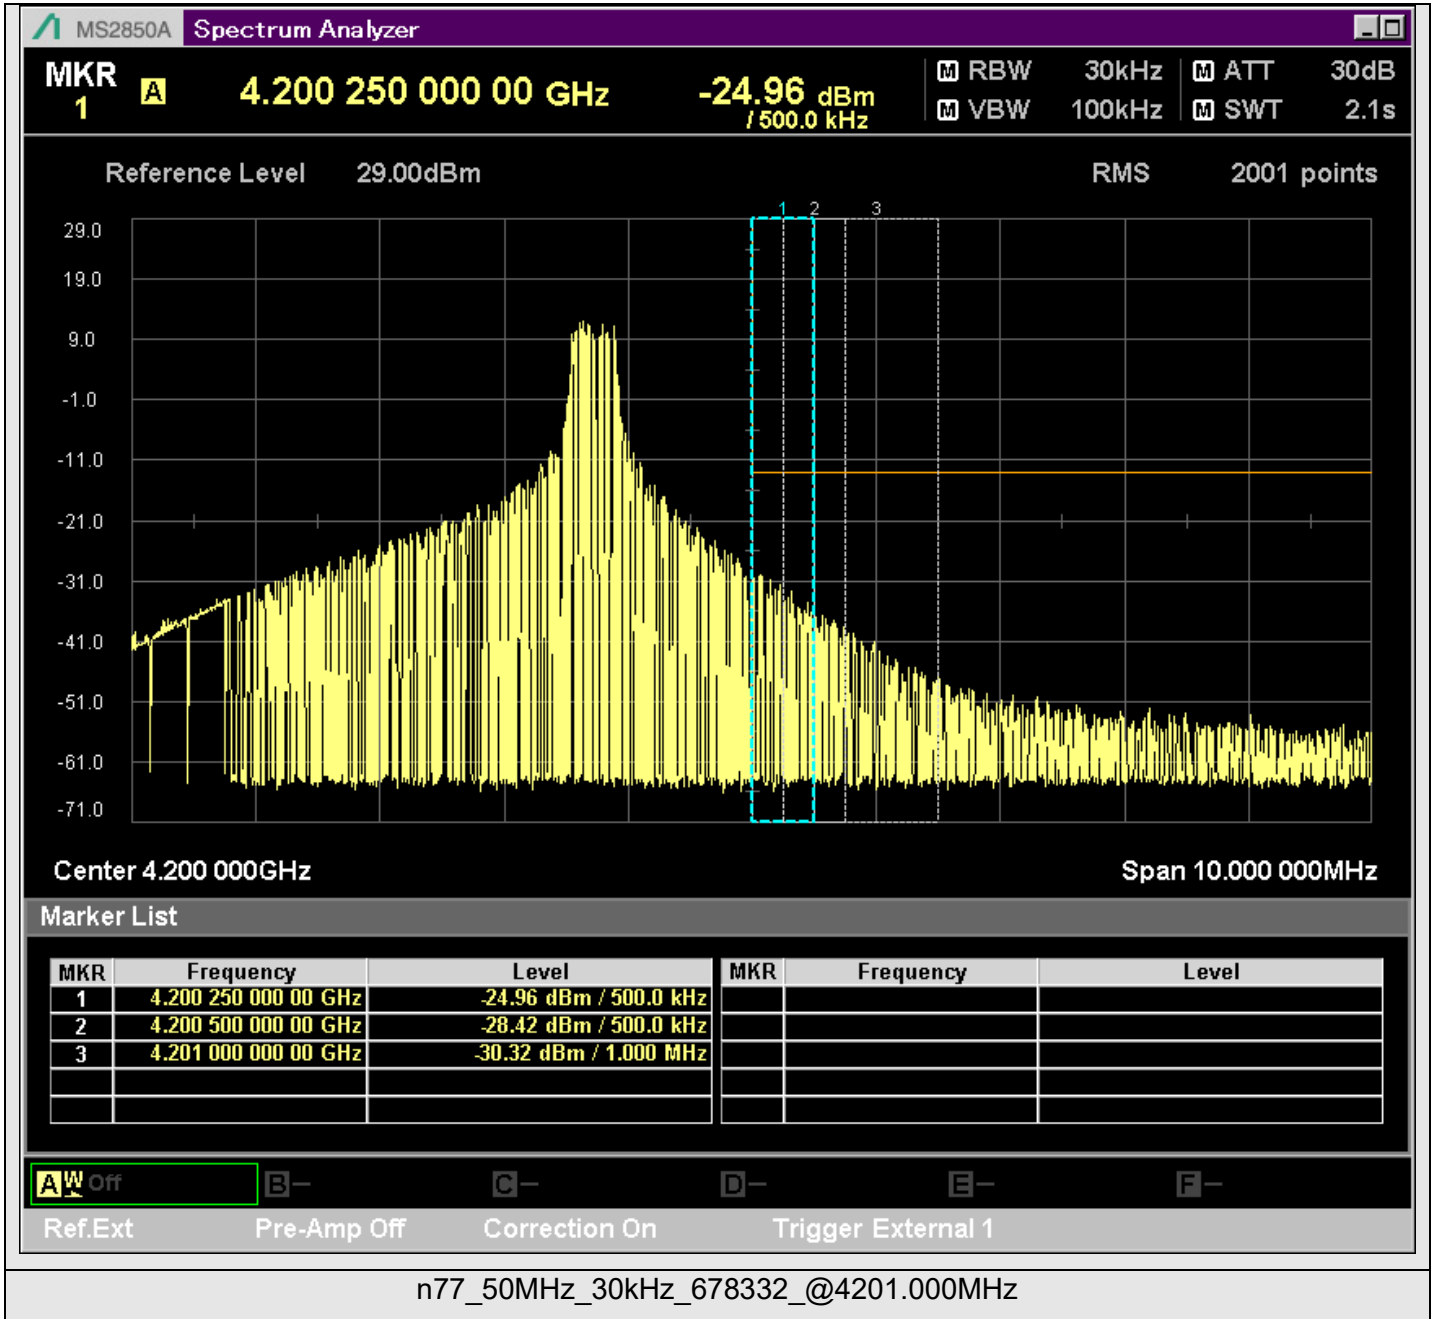 MS2850A Spectrum Analyzer
MKR 1 A 4.200 250 000 00 GHz -24.96 dBm / 500.0 kHz
M RBW 30kHz M ATT 30dB
M VBW 100kHz M SWT 2.1s
Reference Level 29.00dBm RMS 2001 points
1 2 3
29.0
19.0
9.0
-1.0
-11.0
-21.0
-31.0
-41.0
-51.0
-61.0
-71.0
Center 4.200 000GHz Span 10.000 000MHz
Marker List
MKR Frequency Level MKR Frequency Level
1 4.200 250 000 00 GHz -24.96 dBm / 500.0 kHz
2 4.200 500 000 00 GHz -28.42 dBm / 500.0 kHz
3 4.201 000 000 00 GHz -30.32 dBm / 1.000 MHz
A W Off B — C — D — E — F —
Ref.Ext Pre-Amp Off Correction On Trigger External 1
n77_50MHz_30kHz_678332_@4201.000MHz